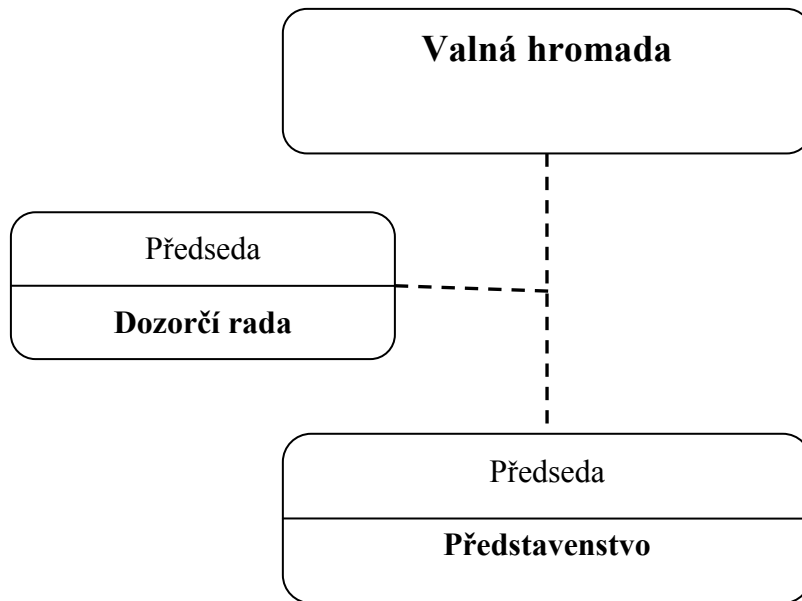 Valná hromada
Předseda
Dozorčí rada
Předseda
Představenstvo